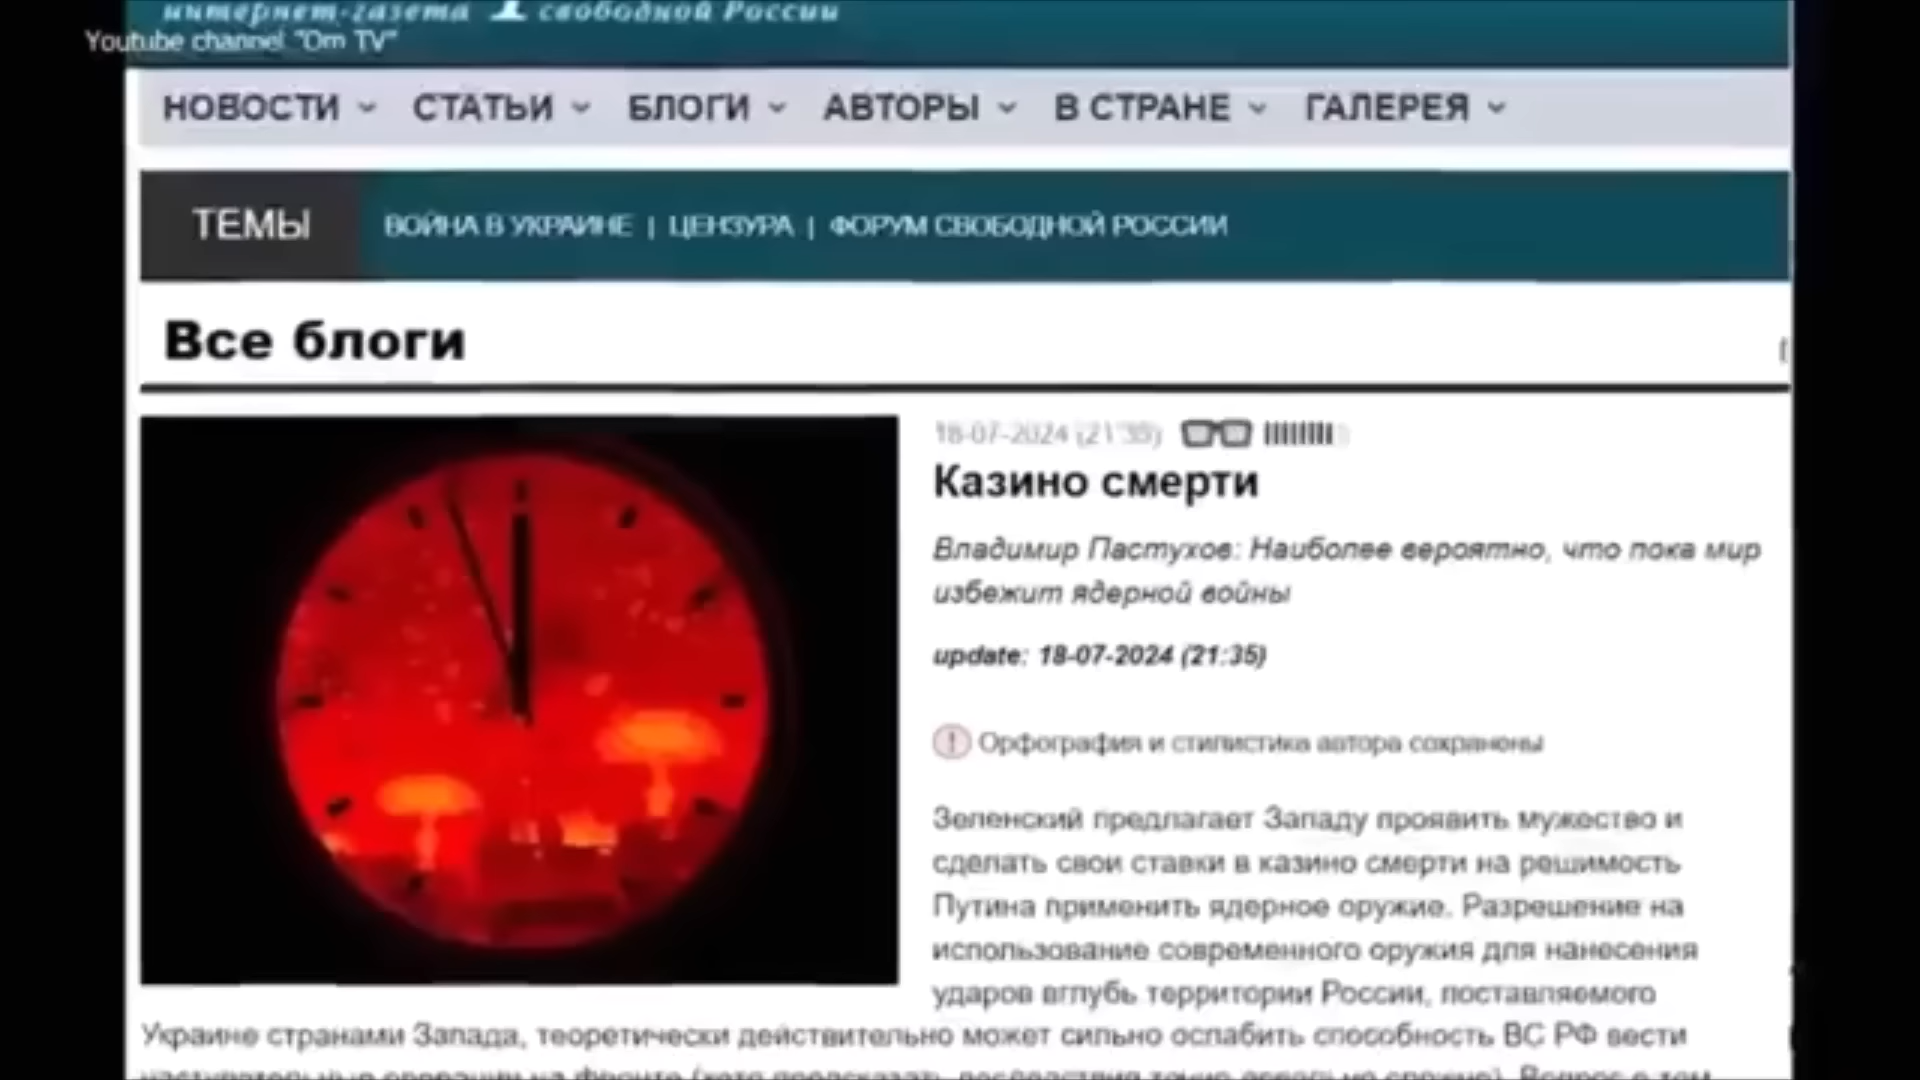 интернет-газета свободной России
Youtube channel "Om TV"
НОВОСТИ СТАТЬИ БЛОГИ АВТОРЫ В СТРАНЕ ГАЛЕРЕЯ
ТЕМЫ ВОЙНА В УКРАИНЕ | ЦЕНЗУРА | ФОРУМ СВОБОДНОЙ РОССИИ
Все блоги
18-07-2024 (21:35)
Казино смерти
Владимир Пастухов: Наиболее вероятно, что пока мир
избежит ядерной войны
update: 18-07-2024 (21:35)
Орфография и стилистика автора сохранены
Зеленский предлагает Западу проявить мужество и
сделать свои ставки в казино смерти на решимость
Путина применить ядерное оружие. Разрешение на
использование современного оружия для нанесения
ударов вглубь территории России, поставляемого
Украине странами Запада, теоретически действительно может сильно ослабить способность ВС РФ вести